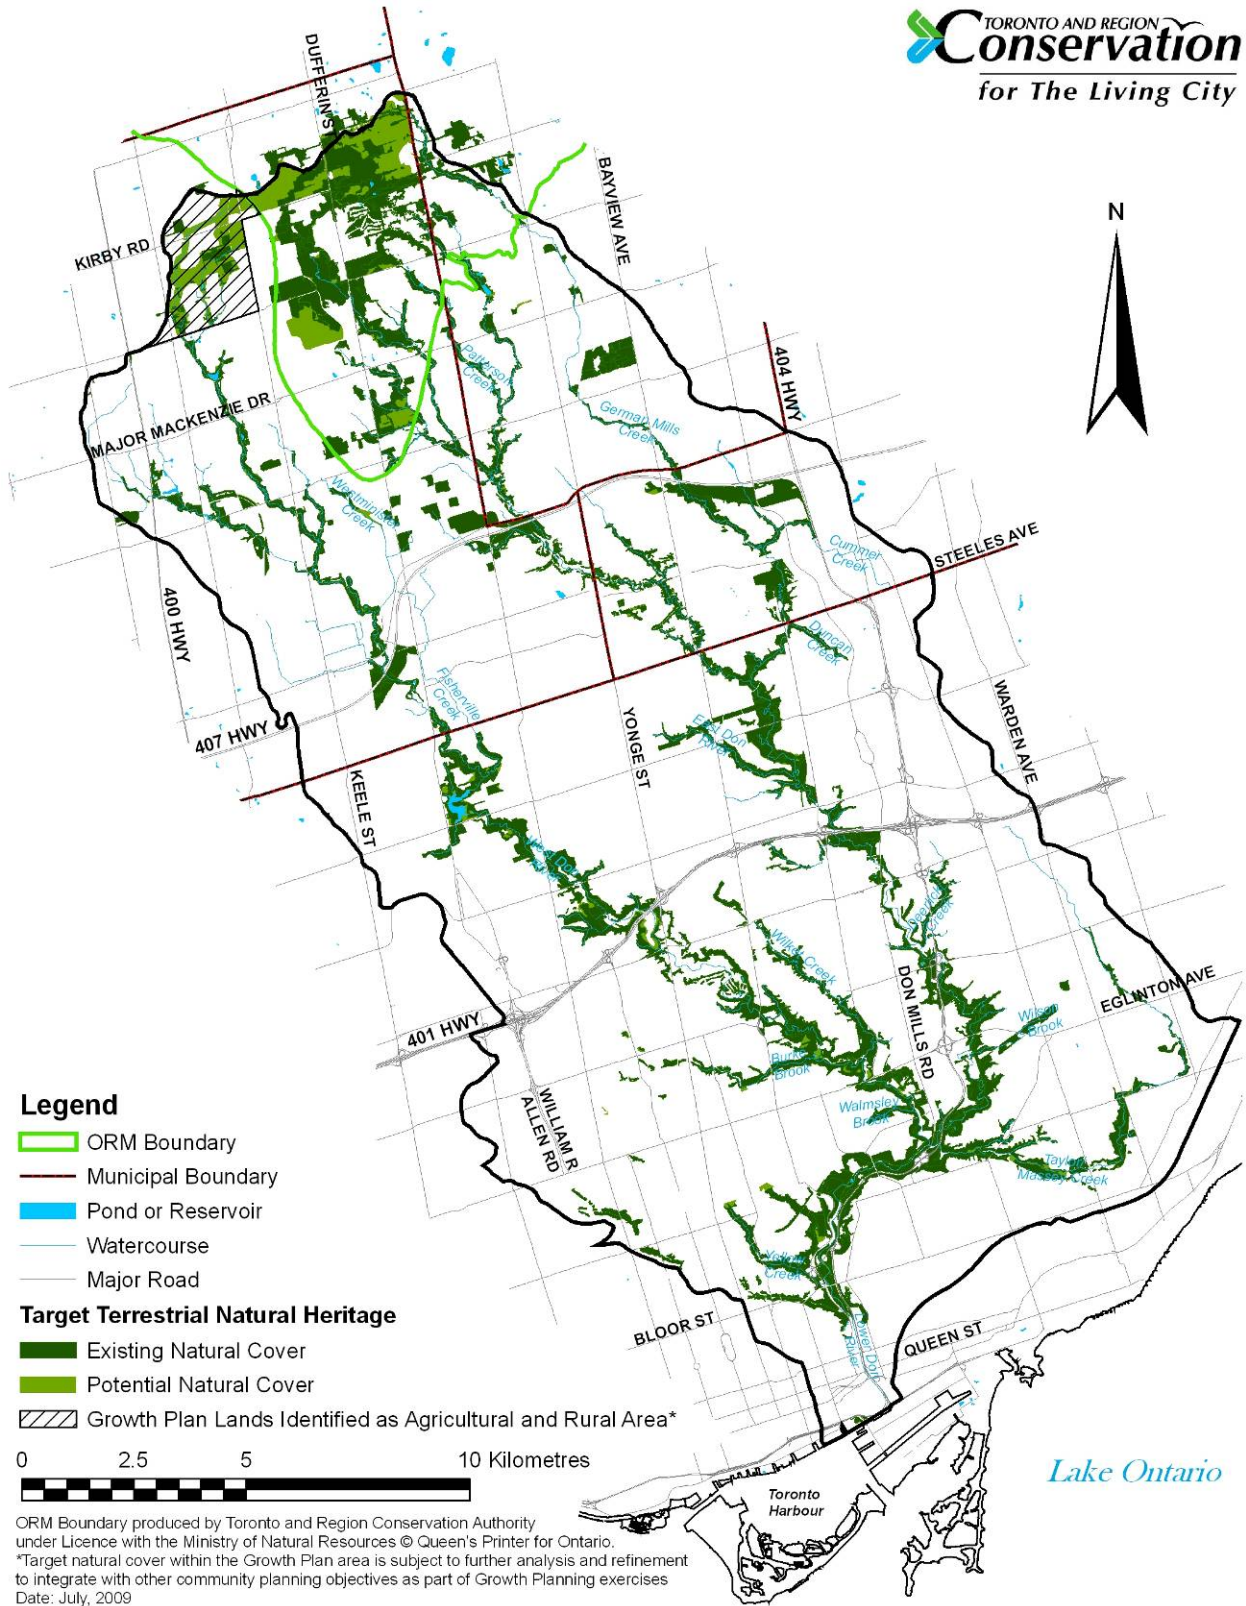 TORONTO AND REGION
Conservation
for The Living City
DUFFERIN ST
BAYVIEW AVE
N
KIRBY RD
404 HWY
Patterson
Creek
German Mills
Creek
MAJOR MACKENZIE DR
Westminister
Creek
Cummer
Creek
STEELES AVE
400 HWY
Duncan
Creek
Fisherville
Creek
WARDEN AVE
407 HWY
East Don
River
YONGE ST
KEELE ST
West Don
River
Deerlick
Creek
Wilket Creek
DON MILLS RD
EGLINTON AVE
Wilson
Brook
401 HWY
Burke
Brook
Walmsley
Brook
WILLIAM R
ALLEN RD
Taylor
Massey Creek
Yellow
Creek
BLOOR ST
Lower Don
River
QUEEN ST
Legend
ORM Boundary
Municipal Boundary
Pond or Reservoir
Watercourse
Major Road
Target Terrestrial Natural Heritage
Existing Natural Cover
Potential Natural Cover
Growth Plan Lands Identified as Agricultural and Rural Area*
0 2.5 5 10 Kilometres
Lake Ontario
Toronto
Harbour
ORM Boundary produced by Toronto and Region Conservation Authority
under Licence with the Ministry of Natural Resources © Queen's Printer for Ontario.
*Target natural cover within the Growth Plan area is subject to further analysis and refinement
to integrate with other community planning objectives as part of Growth Planning exercises
Date: July, 2009